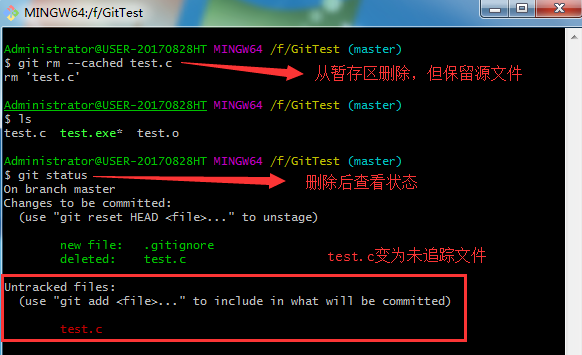 MINGW64:/f/GitTest
Administrator@USER-20170828HT MINGW64 /f/GitTest (master)
$ git rm --cached test.c
rm 'test.c'
从暂存区删除，但保留源文件
Administrator@USER-20170828HT MINGW64 /f/GitTest (master)
$ ls
test.c  test.exe*  test.o
Administrator@USER-20170828HT MINGW64 /f/GitTest (master)
$ git status
删除后查看状态
On branch master
Changes to be committed:
  (use "git reset HEAD <file>..." to unstage)
        new file:   .gitignore
        deleted:    test.c
test.c变为未追踪文件
Untracked files:
  (use "git add <file>..." to include in what will be committed)
        test.c